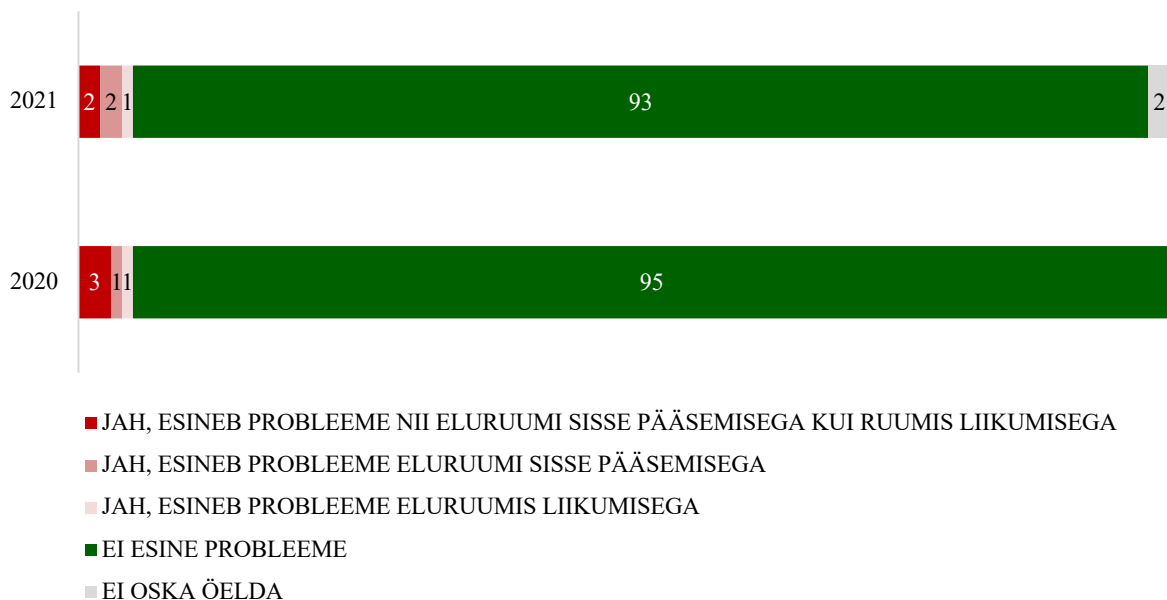 2021 2 2 1 93 2
2020 3 1 1 95
JAH, ESINEB PROBLEEME NII ELURUUMI SISSE PÄÄSEMISEGA KUI RUUMIS LIIKUMISEGA
JAH, ESINEB PROBLEEME ELURUUMI SISSE PÄÄSEMISEGA
JAH, ESINEB PROBLEEME ELURUUMIS LIIKUMISEGA
EI ESINE PROBLEEME
EI OSKA ÖELDA